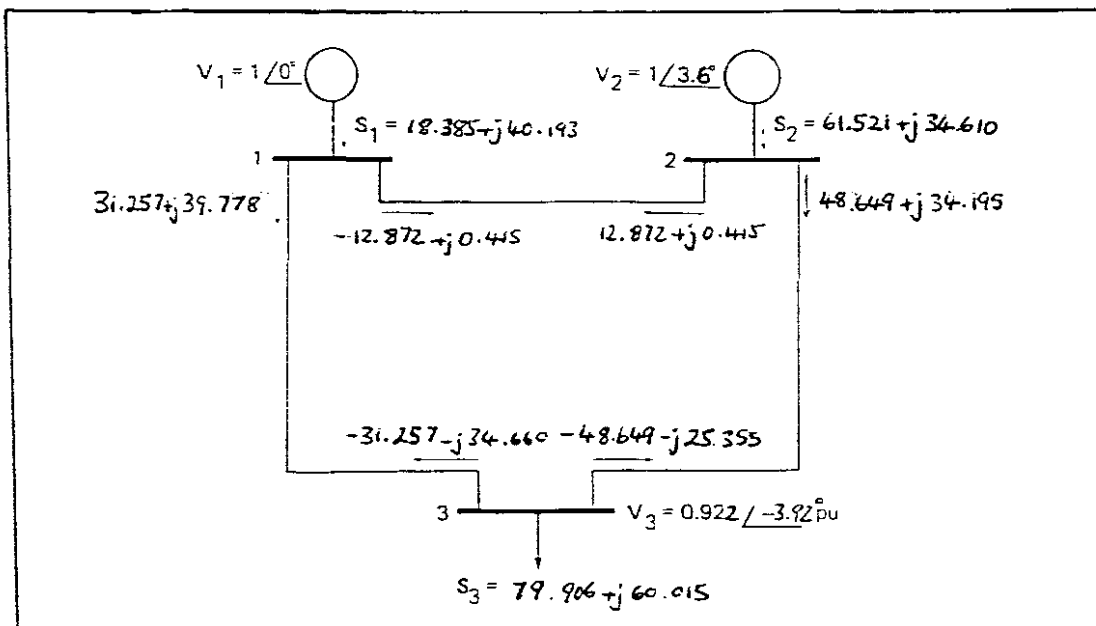 V1 = 1 /0°
V2 = 1 /3.6°
S1 = 18.385+j40.193
S2 = 61.521+j34.610
1
2
31.257+j39.778
48.649+j34.195
-12.872+j0.415
12.872+j0.415
-31.257-j34.660
-48.649-j25.355
3
V3 = 0.922 /-3.92° pu
S3 = 79.906+j60.015